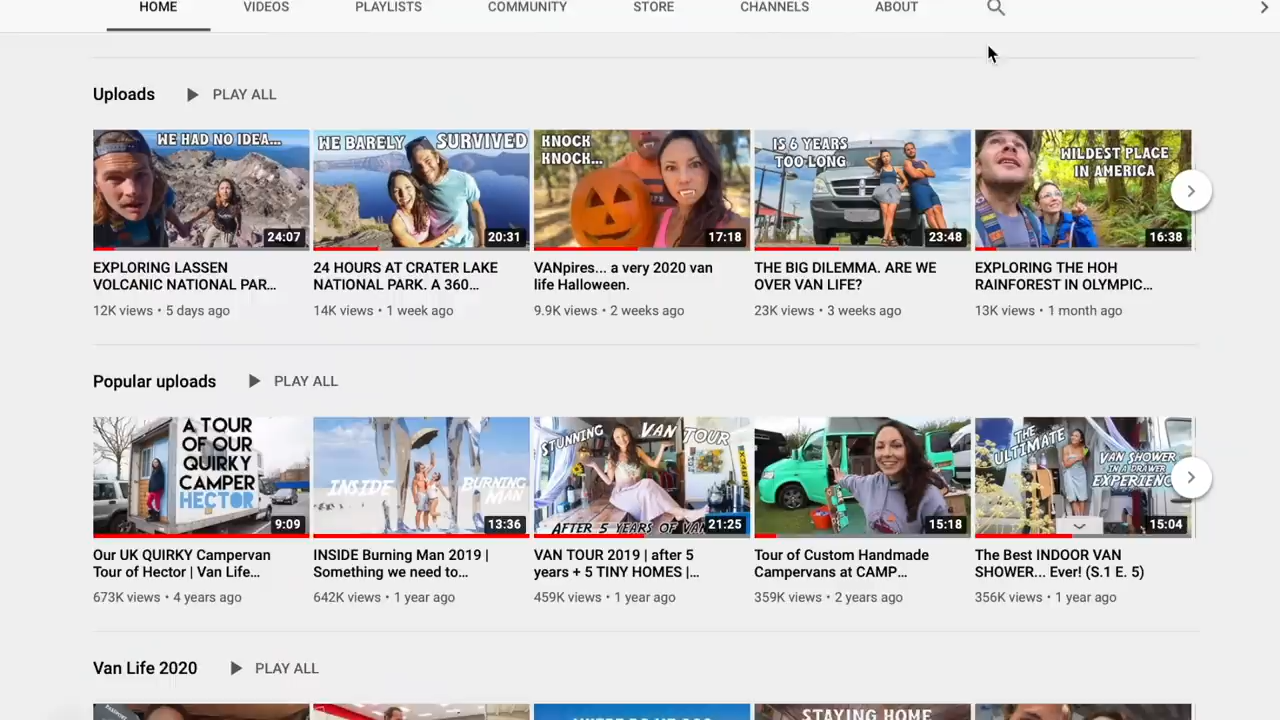 HOME VIDEOS PLAYLISTS COMMUNITY STORE CHANNELS ABOUT
Uploads PLAY ALL
WE HAD NO IDEA...
24:07
EXPLORING LASSEN
VOLCANIC NATIONAL PAR...
12K views • 5 days ago
WE BARELY SURVIVED
20:31
24 HOURS AT CRATER LAKE
NATIONAL PARK. A 360...
14K views • 1 week ago
KNOCK
KNOCK...
17:18
VANpires... a very 2020 van
life Halloween.
9.9K views • 2 weeks ago
IS 6 YEARS
TOO LONG
23:48
THE BIG DILEMMA. ARE WE
OVER VAN LIFE?
23K views • 3 weeks ago
WILDEST PLACE
IN AMERICA
16:38
EXPLORING THE HOH
RAINFOREST IN OLYMPIC...
13K views • 1 month ago
Popular uploads PLAY ALL
A TOUR
OF OUR
QUIRKY
CAMPER
HECTOR
9:09
Our UK QUIRKY Campervan
Tour of Hector | Van Life...
673K views • 4 years ago
INSIDE BURNING
MAN
13:36
INSIDE Burning Man 2019 |
Something we need to...
642K views • 1 year ago
STUNNING VAN TOUR
AFTER 5 YEARS OF VAN
21:25
VAN TOUR 2019 | after 5
years + 5 TINY HOMES |...
459K views • 1 year ago
15:18
Tour of Custom Handmade
Campervans at CAMP...
359K views • 2 years ago
THE
ULTIMATE
VAN SHOWER
IN A DRAWER
EXPERIENC
15:04
The Best INDOOR VAN
SHOWER... Ever! (S.1 E. 5)
356K views • 1 year ago
Van Life 2020 PLAY ALL
STAYING HOME